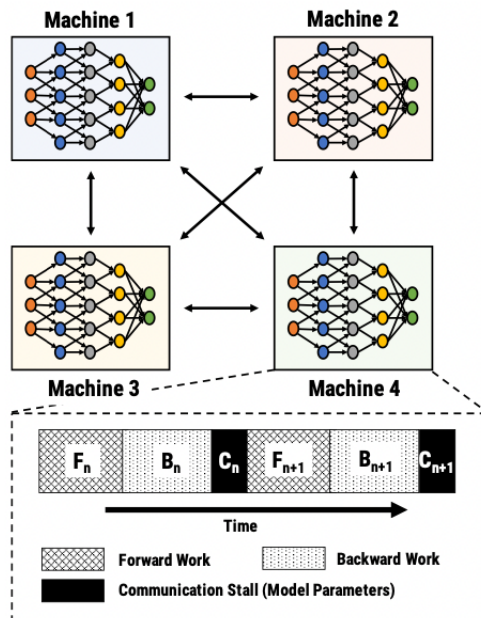 Machine 1
Machine 2
Machine 3
Machine 4
Fn
Bn
Cn
Fn+1
Bn+1
Cn+1
Time
Forward Work
Backward Work
Communication Stall (Model Parameters)